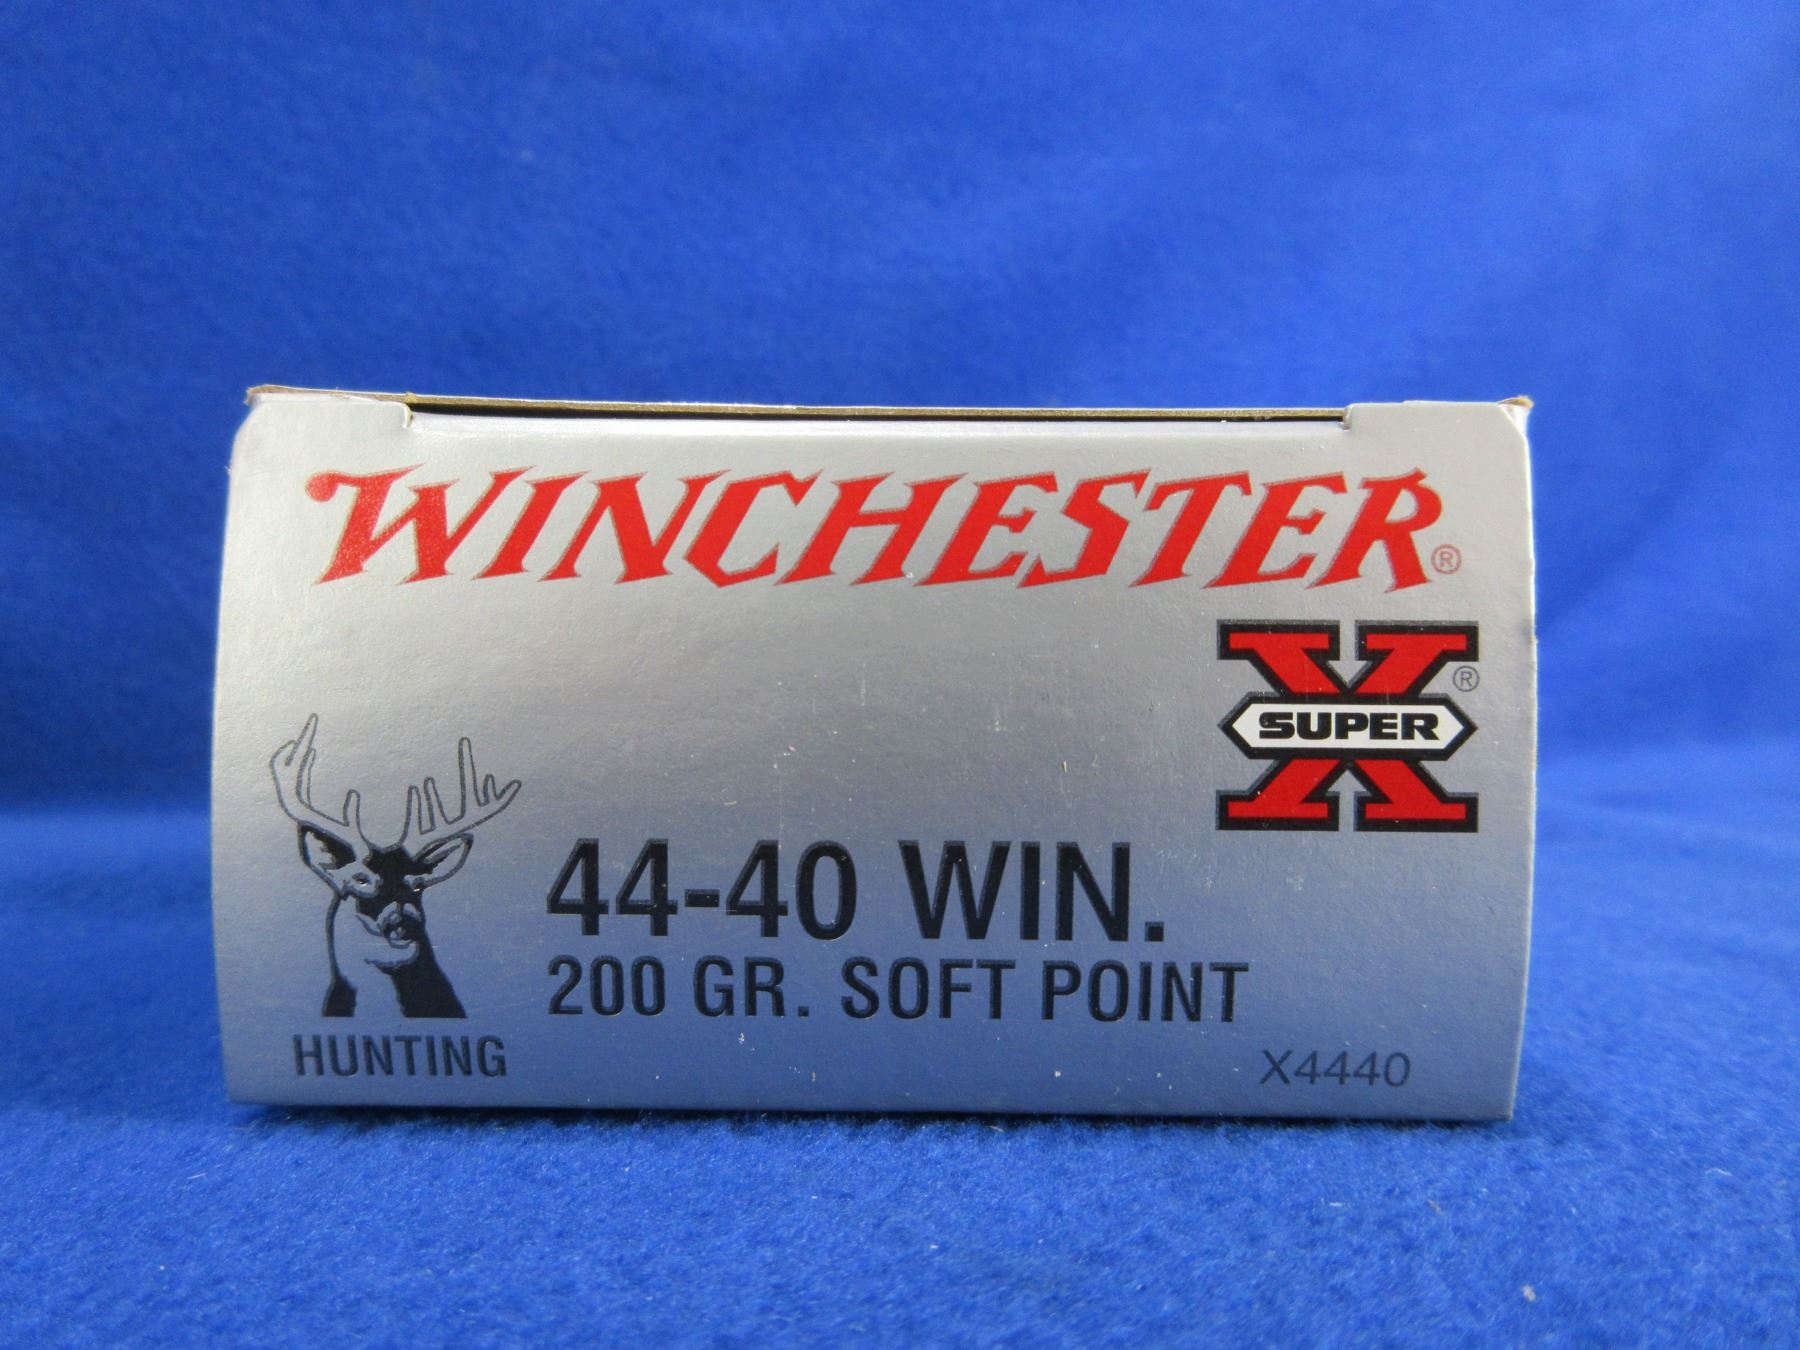 WINCHESTER®
X SUPER ®
44-40 WIN.
200 GR. SOFT POINT
HUNTING
X4440